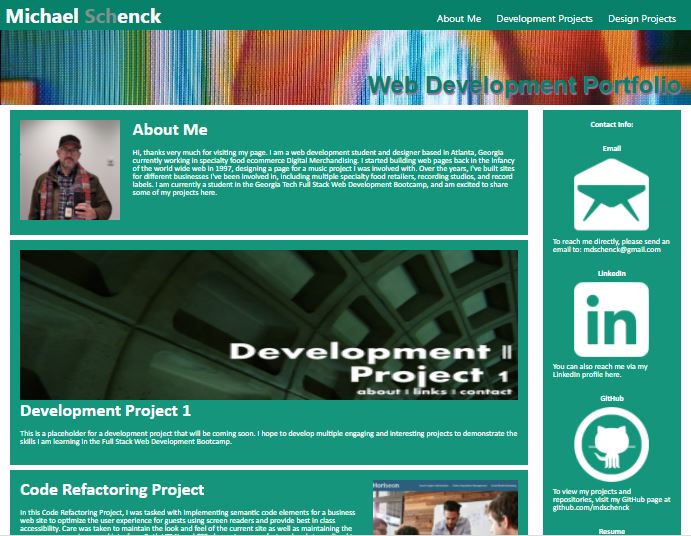 Michael Schenck
About Me Development Projects Design Projects
Web Development Portfolio
About Me
Hi, thanks very much for visiting my page. I am a web development student and designer based in Atlanta, Georgia
currently working in specialty food ecommerce Digital Merchandising. I started building web pages back in the infancy
of the world wide web in 1997, designing a page for a music project I was involved with. Over the years, I've built sites
for different businesses I've been involved in, including multiple specialty food retailers, recording studios, and record
labels. I am currently a student in the Georgia Tech Full Stack Web Development Bootcamp, and am excited to share
some of my projects here.
Development ||
Project 1
about | links | contact
Development Project 1
This is a placeholder for a development project that will be coming soon. I hope to develop multiple engaging and interesting projects to demonstrate the
skills I am learning in the Full Stack Web Development Bootcamp.
Code Refactoring Project
In this Code Refactoring Project, I was tasked with implementing semantic code elements for a business
web site to optimize the user experience for guests using screen readers and provide best in class
accessibility. Care was taken to maintain the look and feel of the current site as well as maintaining the
Horiseon
Contact Info:
Email
To reach me directly, please send an
email to: mdschenck@gmail.com
LinkedIn
in
You can also reach me via my
LinkedIn profile here.
GitHub
To view my projects and
repositories, visit my GitHub page at
github.com/mdschenck
Resume